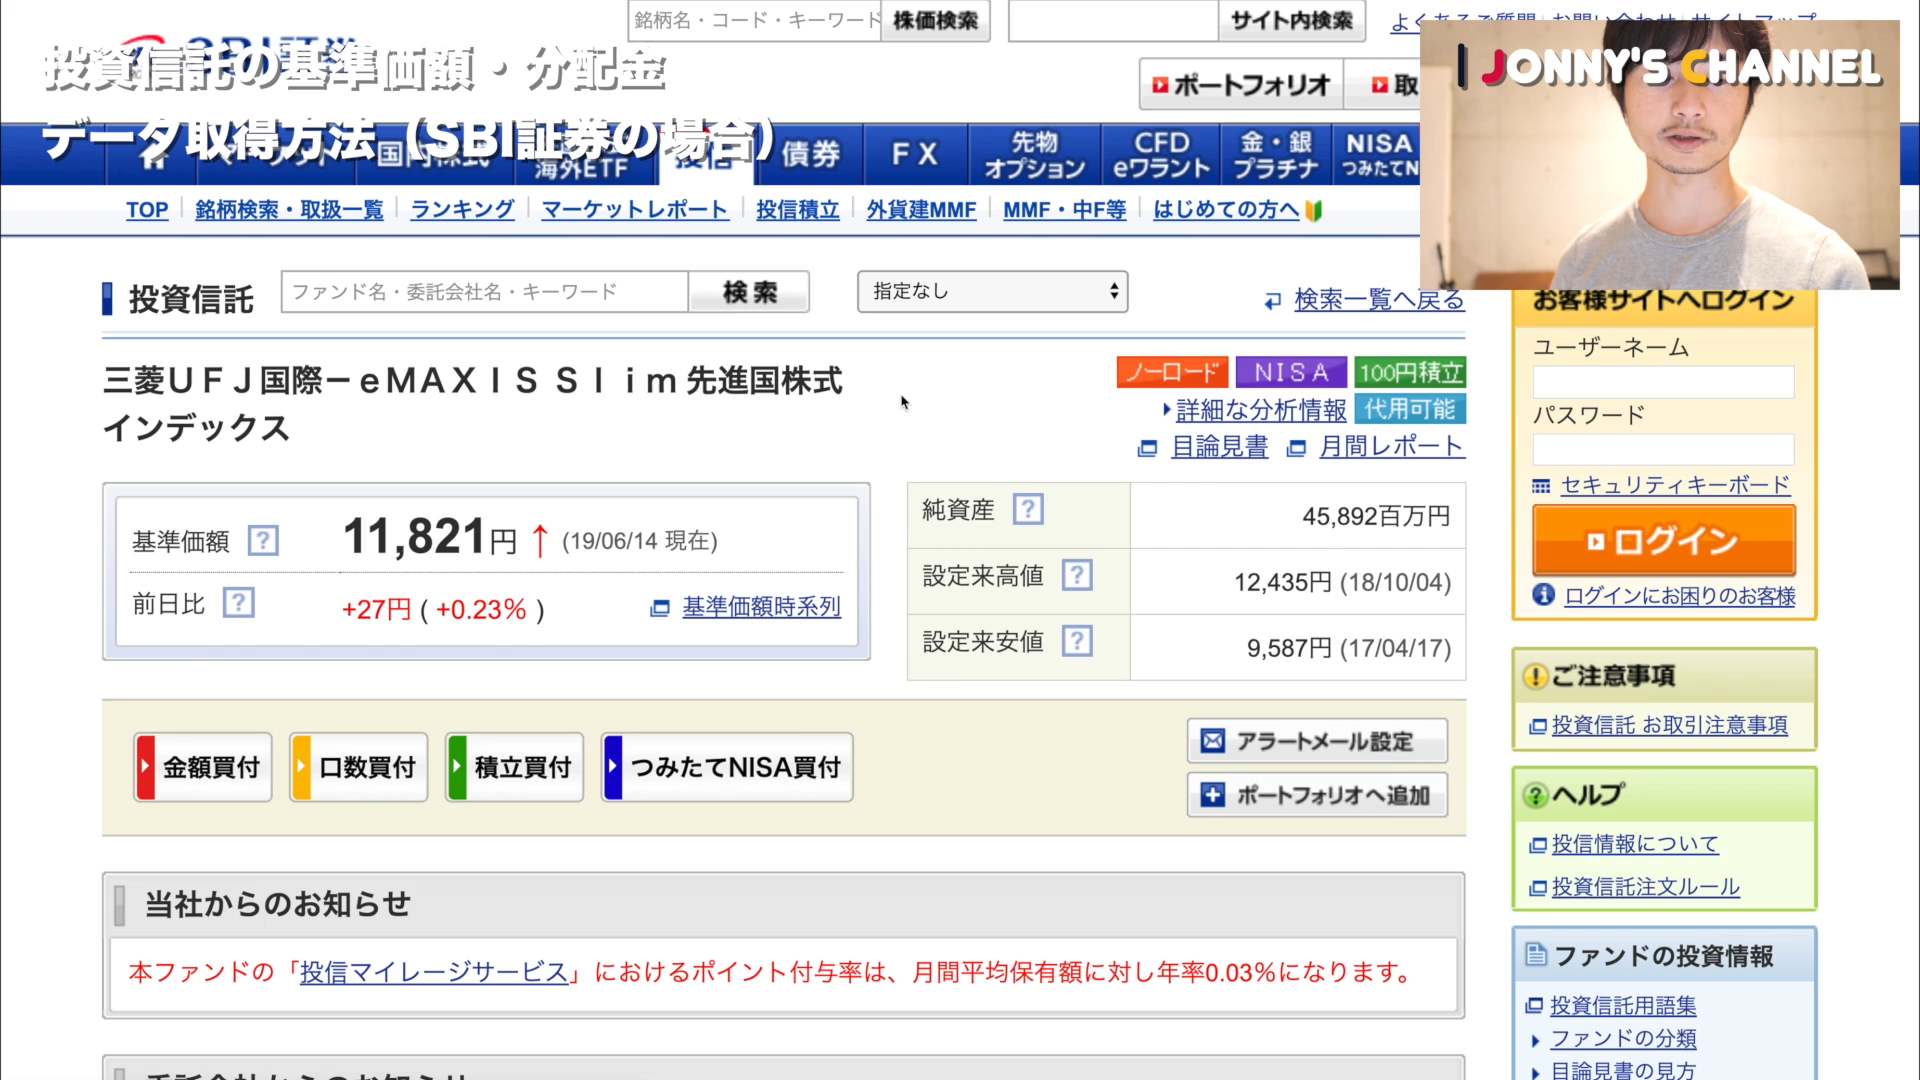 銘柄名・コード・キーワード 株価検索 サイト内検索
投資信託の基準価額・分配金
データ取得方法（SBI証券の場合）
JONNY'S CHANNEL
ポートフォリオ 取
海外ETF 投信 債券 FX 先物 オプション CFD eワラント 金・銀 プラチナ NISA つみたてN
TOP 銘柄検索・取扱一覧 ランキング マーケットレポート 投信積立 外貨建MMF MMF・中F等 はじめての方へ
投資信託 ファンド名・委託会社名・キーワード 検索 指定なし 検索一覧へ戻る
三菱ＵＦＪ国際－ｅＭＡＸＩＳ Ｓｌｉｍ 先進国株式
インデックス
ノーロード NISA 100円積立
詳細な分析情報 代用可能
目論見書 月間レポート
基準価額 ? 11,821円 ↑ (19/06/14 現在)
前日比 ? +27円 ( +0.23% ) 基準価額時系列
純資産 ? 45,892百万円
設定来高値 ? 12,435円 (18/10/04)
設定来安値 ? 9,587円 (17/04/17)
金額買付 口数買付 積立買付 つみたてNISA買付
アラートメール設定
ポートフォリオへ追加
当社からのお知らせ
本ファンドの「投信マイレージサービス」におけるポイント付与率は、月間平均保有額に対し年率0.03%になります。
お客様サイトへログイン
ユーザーネーム
パスワード
セキュリティキーボード
ログイン
ログインにお困りのお客様
ご注意事項
投資信託 お取引注意事項
ヘルプ
投信情報について
投資信託注文ルール
ファンドの投資情報
投資信託用語集
ファンドの分類
目論見書の見方